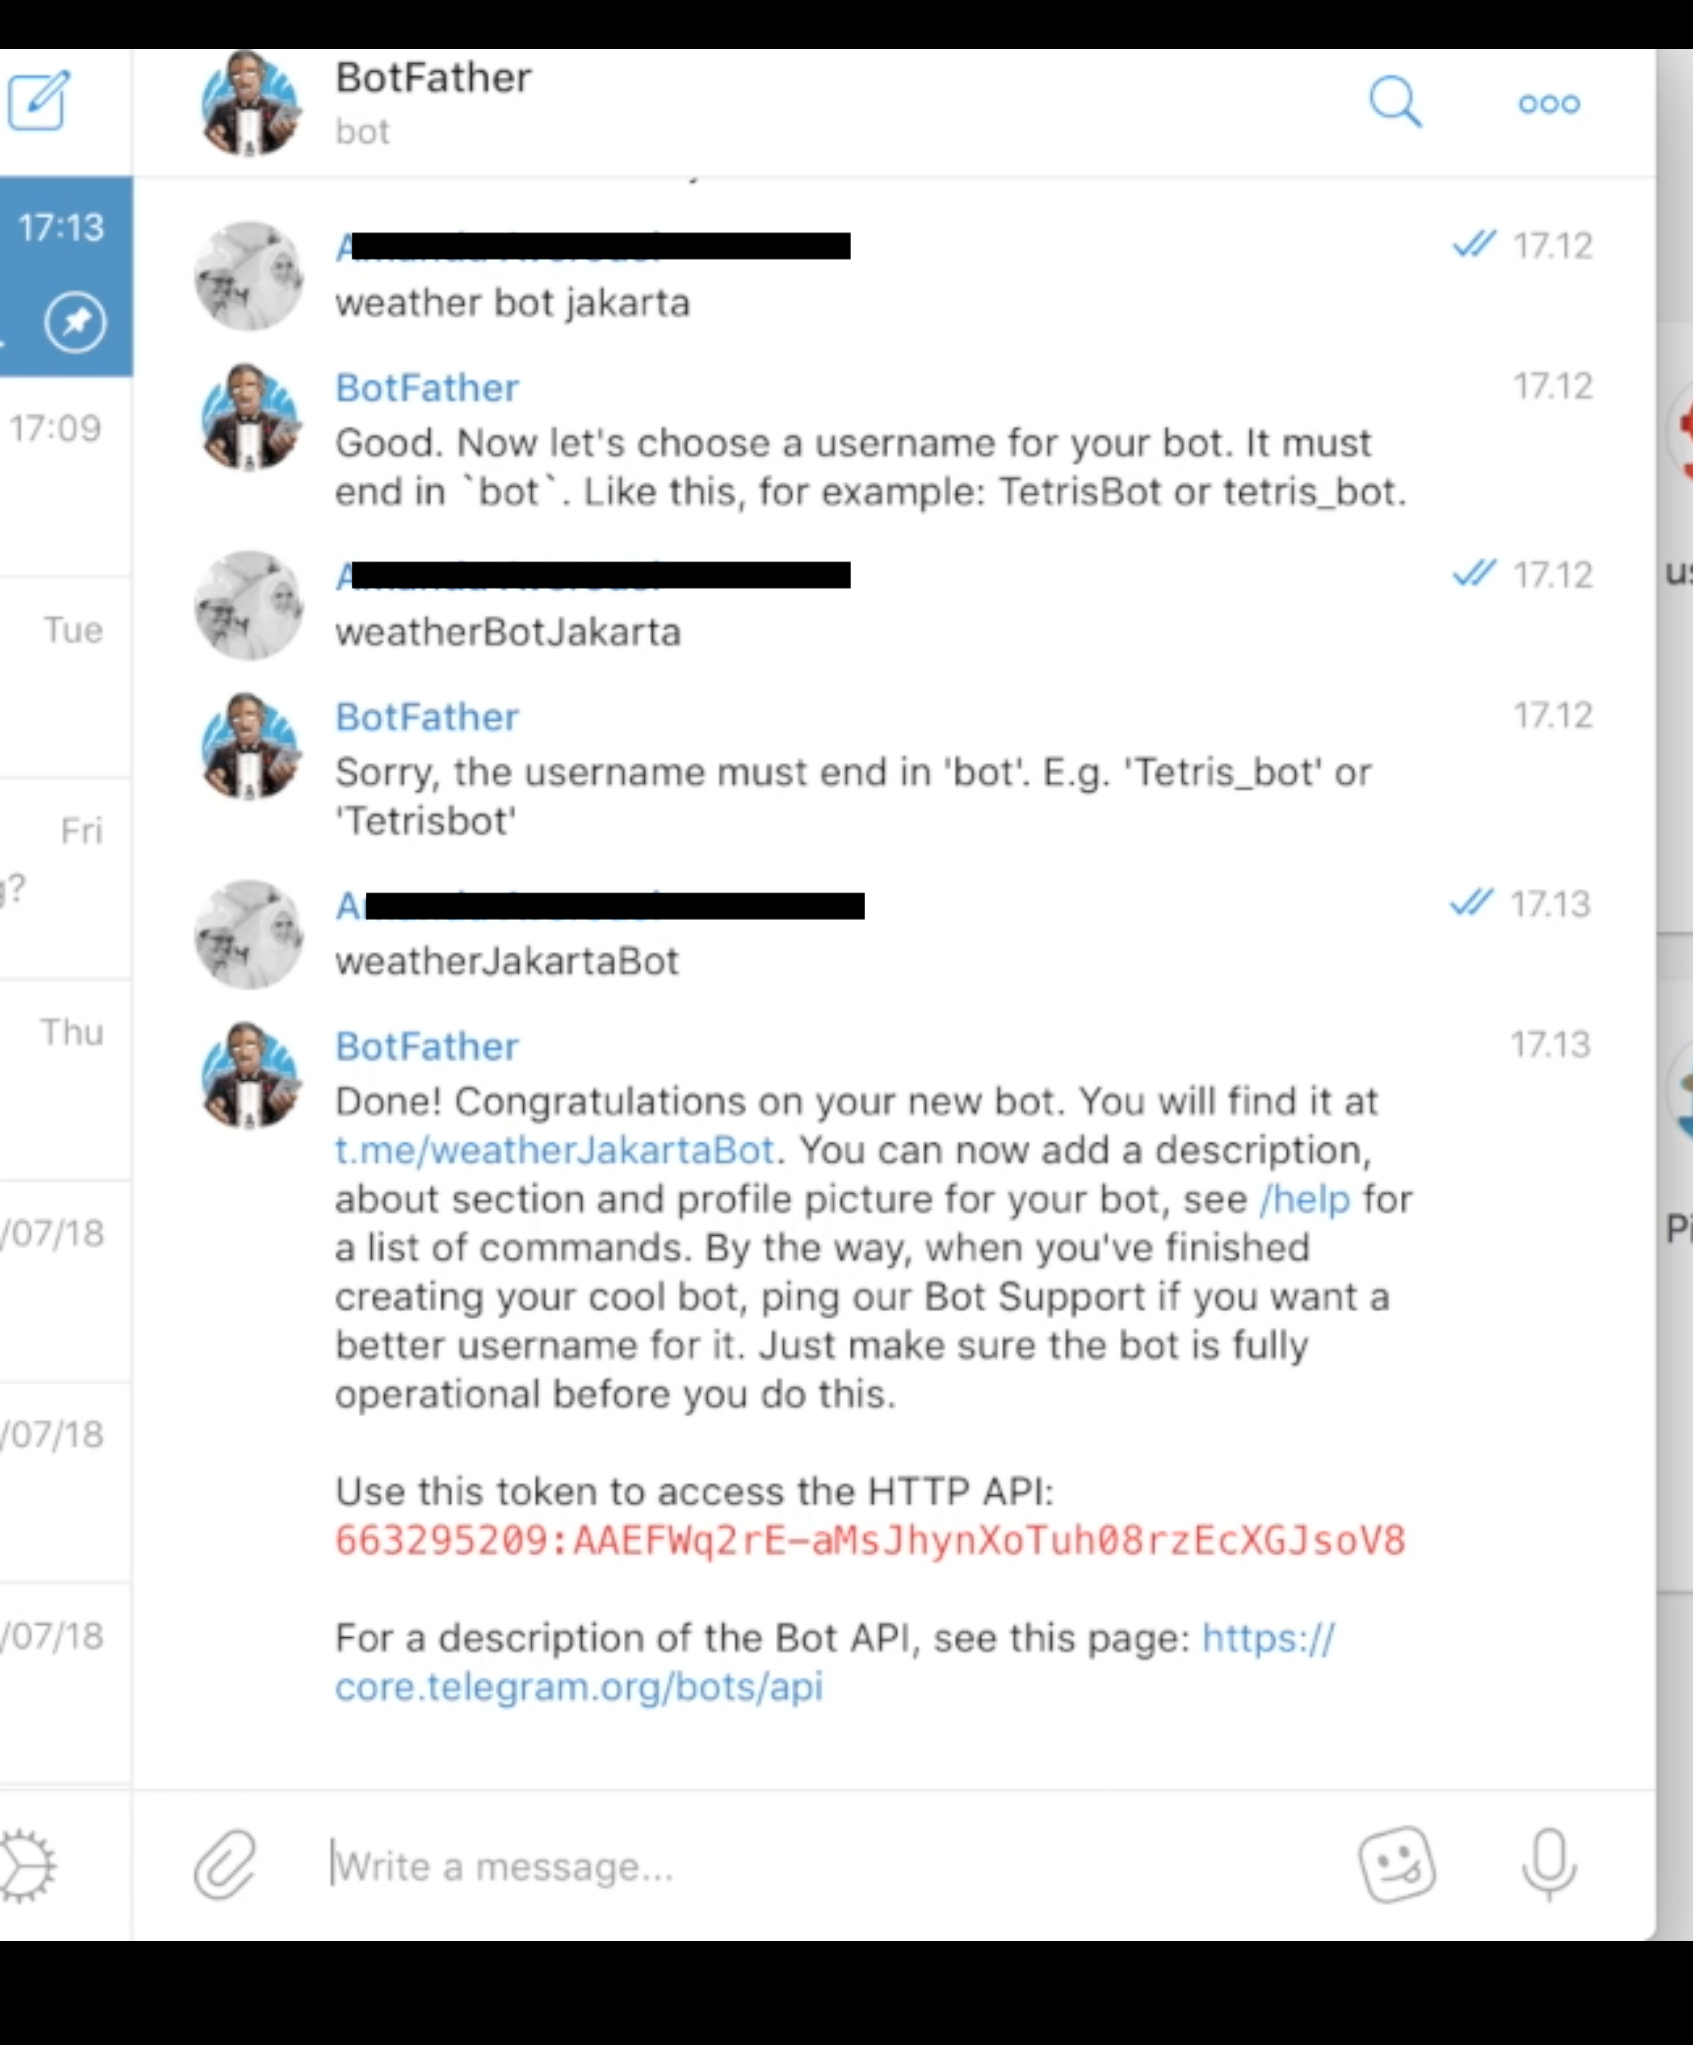 BotFather
bot
17:13
weather bot jakarta
17.12
BotFather
17.12
Good. Now let's choose a username for your bot. It must
end in `bot`. Like this, for example: TetrisBot or tetris_bot.
17:09
17.12
weatherBotJakarta
Tue
BotFather
17.12
Sorry, the username must end in 'bot'. E.g. 'Tetris_bot' or
'Tetrisbot'
Fri
17.13
weatherJakartaBot
Thu
BotFather
17.13
Done! Congratulations on your new bot. You will find it at
t.me/weatherJakartaBot. You can now add a description,
about section and profile picture for your bot, see /help for
a list of commands. By the way, when you've finished
creating your cool bot, ping our Bot Support if you want a
better username for it. Just make sure the bot is fully
operational before you do this.
/07/18
/07/18
Use this token to access the HTTP API:
663295209:AAEFWq2rE-aMsJhynXoTuh08rzEcXGJsoV8
/07/18
For a description of the Bot API, see this page: https://
core.telegram.org/bots/api
Write a message...